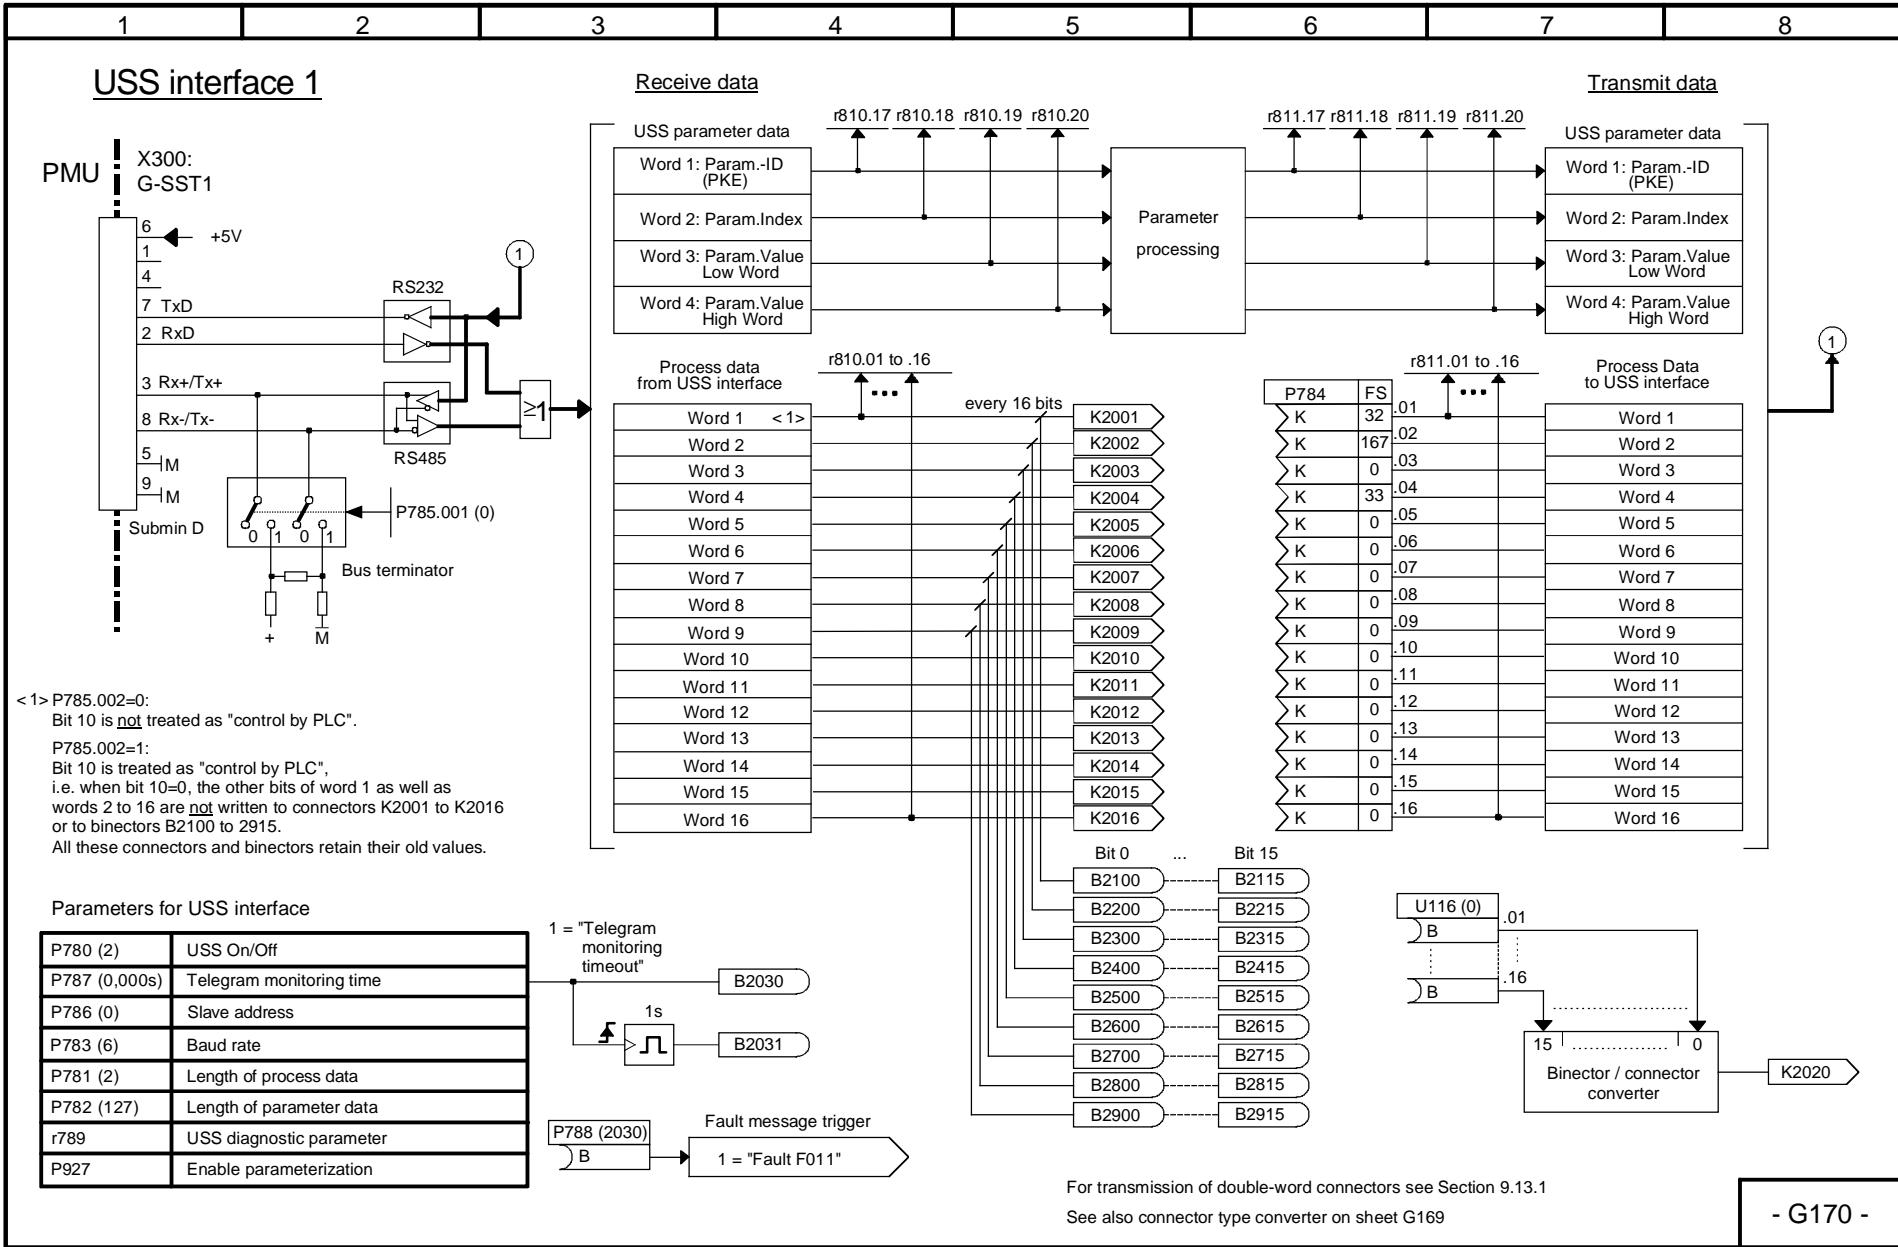 1 2 3 4 5 6 7 8
USS interface 1
Receive data
Transmit data
PMU
X300:
G-SST1
6
+5V
1
4
7 TxD
2 RxD
3 Rx+/Tx+
8 Rx-/Tx-
5 M
9 M
Submin D
RS232
RS485
1
≥1
0 1 0 1
P785.001 (0)
Bus terminator
+ M
USS parameter data
Word 1: Param.-ID
(PKE)
Word 2: Param.Index
Word 3: Param.Value
Low Word
Word 4: Param.Value
High Word
r810.17 r810.18 r810.19 r810.20
Parameter
processing
r811.17 r811.18 r811.19 r811.20
USS parameter data
Word 1: Param.-ID
(PKE)
Word 2: Param.Index
Word 3: Param.Value
Low Word
Word 4: Param.Value
High Word
1
Process data
from USS interface
r810.01 to .16
...
every 16 bits
Word 1 <1> K2001
Word 2 K2002
Word 3 K2003
Word 4 K2004
Word 5 K2005
Word 6 K2006
Word 7 K2007
Word 8 K2008
Word 9 K2009
Word 10 K2010
Word 11 K2011
Word 12 K2012
Word 13 K2013
Word 14 K2014
Word 15 K2015
Word 16 K2016
r811.01 to .16
...
Process Data
to USS interface
P784 FS
K 32 .01 Word 1
K 167 .02 Word 2
K 0 .03 Word 3
K 33 .04 Word 4
K 0 .05 Word 5
K 0 .06 Word 6
K 0 .07 Word 7
K 0 .08 Word 8
K 0 .09 Word 9
K 0 .10 Word 10
K 0 .11 Word 11
K 0 .12 Word 12
K 0 .13 Word 13
K 0 .14 Word 14
K 0 .15 Word 15
K 0 .16 Word 16
<1> P785.002=0:
Bit 10 is not treated as "control by PLC".
P785.002=1:
Bit 10 is treated as "control by PLC",
i.e. when bit 10=0, the other bits of word 1 as well as
words 2 to 16 are not written to connectors K2001 to K2016
or to binectors B2100 to 2915.
All these connectors and binectors retain their old values.
Bit 0 ... Bit 15
B2100 B2115
B2200 B2215
B2300 B2315
B2400 B2415
B2500 B2515
B2600 B2615
B2700 B2715
B2800 B2815
B2900 B2915
Parameters for USS interface
P780 (2) USS On/Off
P787 (0,000s) Telegram monitoring time
P786 (0) Slave address
P783 (6) Baud rate
P781 (2) Length of process data
P782 (127) Length of parameter data
r789 USS diagnostic parameter
P927 Enable parameterization
1 = "Telegram
monitoring
timeout"
B2030
1s
B2031
P788 (2030)
B
Fault message trigger
1 = "Fault F011"
U116 (0)
B .01
B .16
15 0
Binector / connector
converter
K2020
For transmission of double-word connectors see Section 9.13.1
See also connector type converter on sheet G169
- G170 -